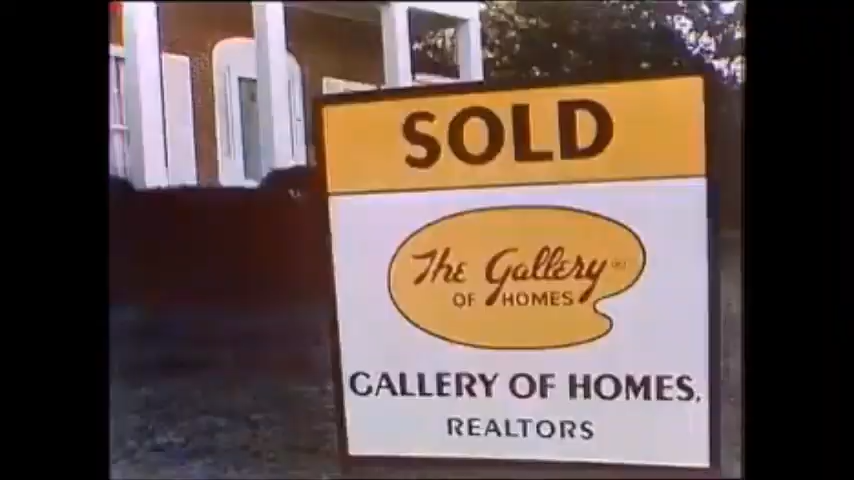 SOLD
The Gallery®
OF HOMES
GALLERY OF HOMES,
REALTORS